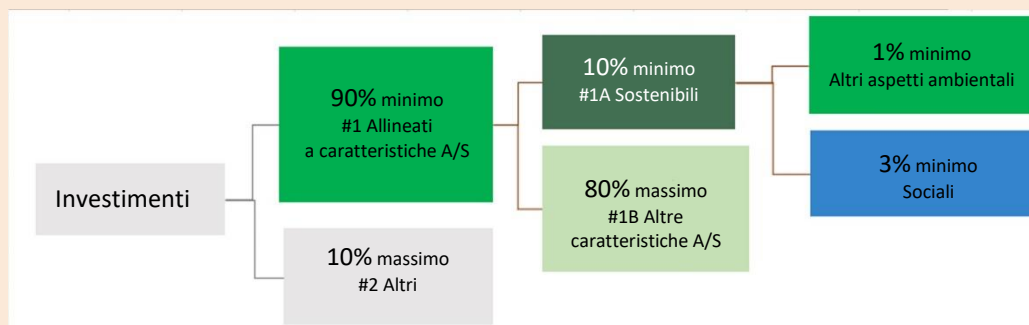 Investimenti
90% minimo
#1 Allineati
a caratteristiche A/S
10% massimo
#2 Altri
10% minimo
#1A Sostenibili
80% massimo
#1B Altre
caratteristiche A/S
1% minimo
Altri aspetti ambientali
3% minimo
Sociali